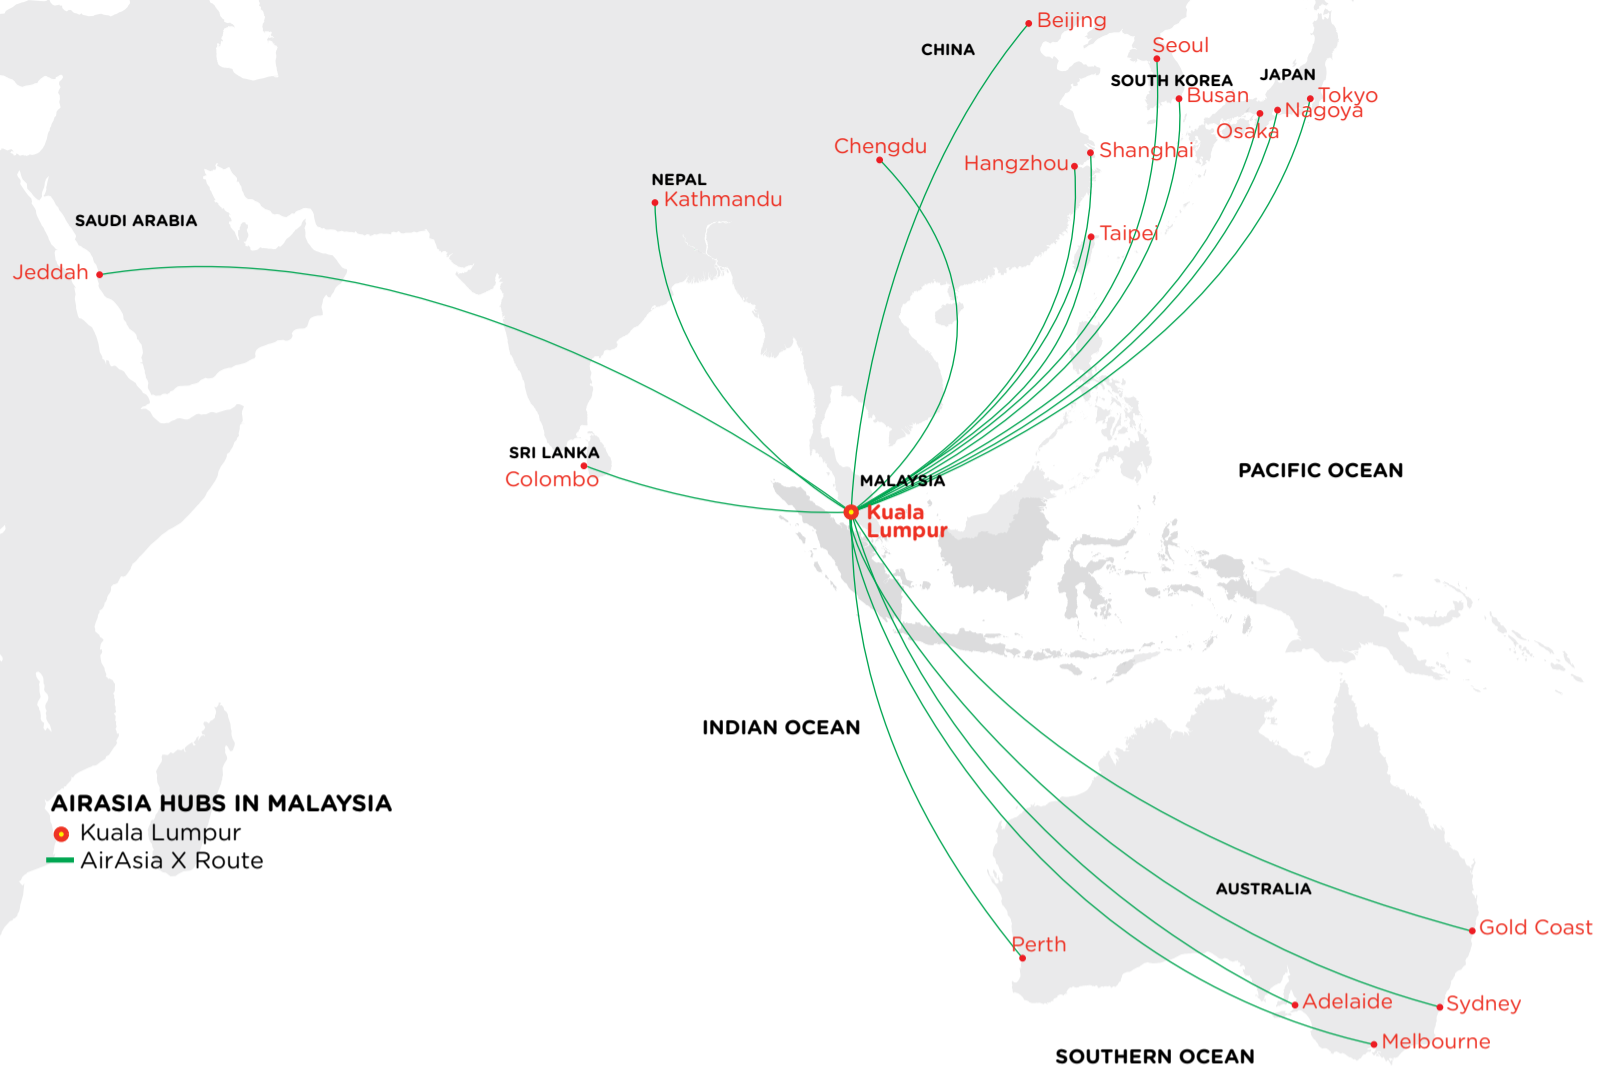 Beijing
CHINA
Seoul
SOUTH KOREA
JAPAN
Busan
Tokyo
Nagoya
Osaka
Chengdu
Hangzhou
Shanghai
NEPAL
Kathmandu
SAUDI ARABIA
Taipei
Jeddah
SRI LANKA
Colombo
PACIFIC OCEAN
MALAYSIA
Kuala
Lumpur
INDIAN OCEAN
AIRASIA HUBS IN MALAYSIA
Kuala Lumpur
AirAsia X Route
AUSTRALIA
Gold Coast
Perth
Adelaide
Sydney
Melbourne
SOUTHERN OCEAN